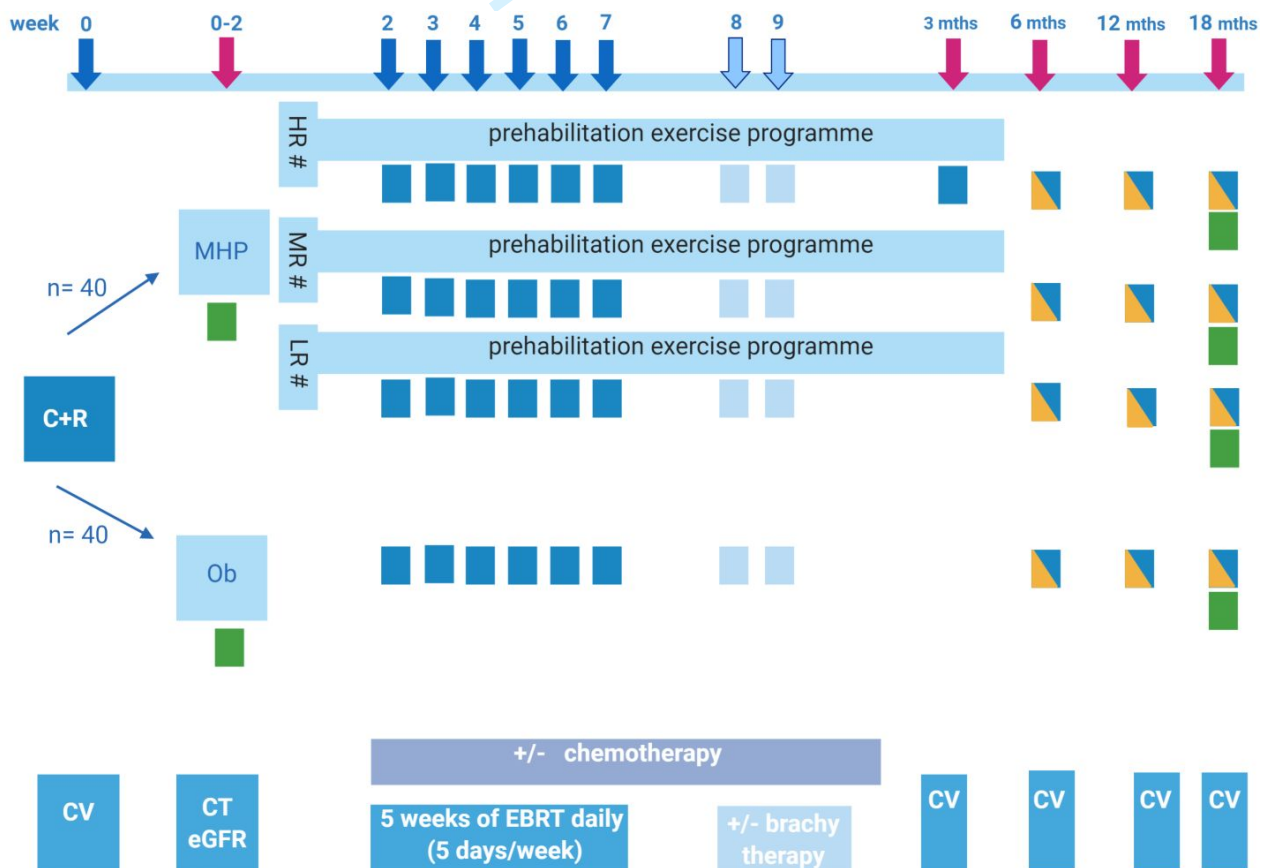 week 0 0-2 2 3 4 5 6 7 8 9 3 mths 6 mths 12 mths 18 mths
HR #
prehabilitation exercise programme
MHP
MR #
prehabilitation exercise programme
n= 40
LR #
prehabilitation exercise programme
C+R
n= 40
Ob
+/- chemotherapy
CV
CT
eGFR
5 weeks of EBRT daily
(5 days/week)
+/- brachy
therapy
CV
CV
CV
CV